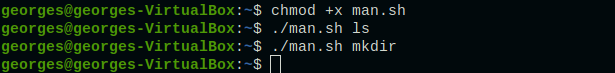 georges@georges-VirtualBox:~$ chmod +x man.sh
georges@georges-VirtualBox:~$ ./man.sh ls
georges@georges-VirtualBox:~$ ./man.sh mkdir
georges@georges-VirtualBox:~$